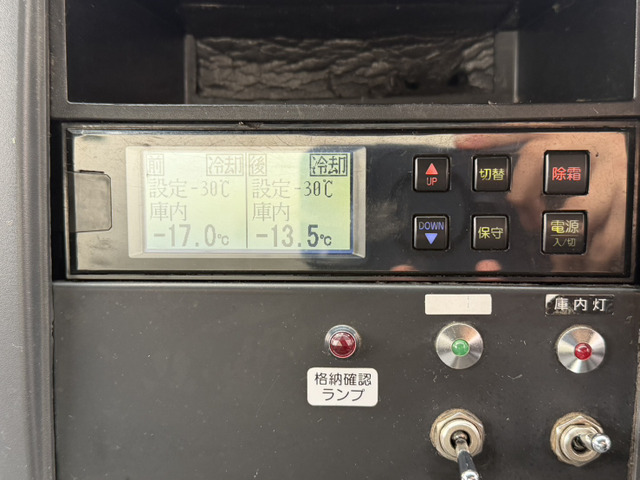 前 冷却 後 冷却
設定-30℃ 設定-30℃
庫内 庫内
-17.0℃ -13.5℃
UP
切替
除霜
DOWN
保守
電源
入/切
庫内灯
格納確認
ランプ